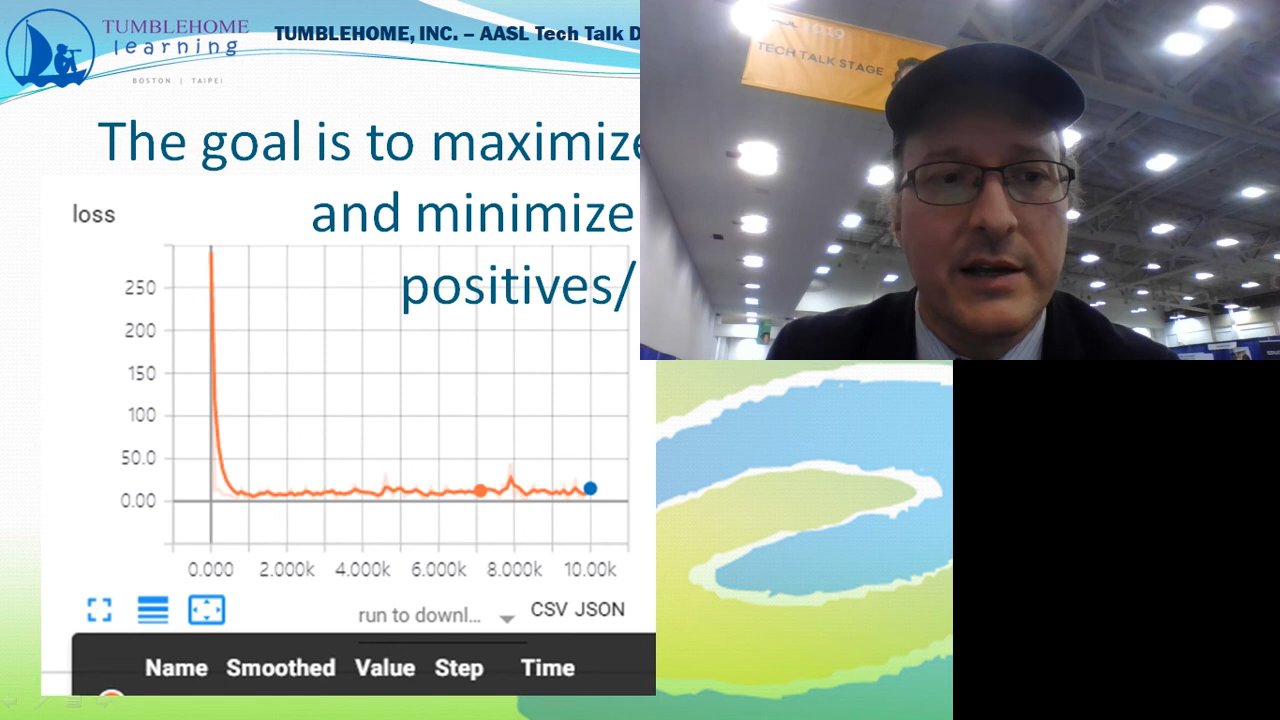 TUMBLEHOME
learning
BOSTON | TAIPEI
TUMBLEHOME, INC. – AASL Tech Talk D
TECH TALK STAGE
The goal is to maximize
and minimize
positives/
loss
250
200
150
100
50.0
0.00
0.000 2.000k 4.000k 6.000k 8.000k 10.00k
run to downl...
CSV JSON
Name Smoothed Value Step Time